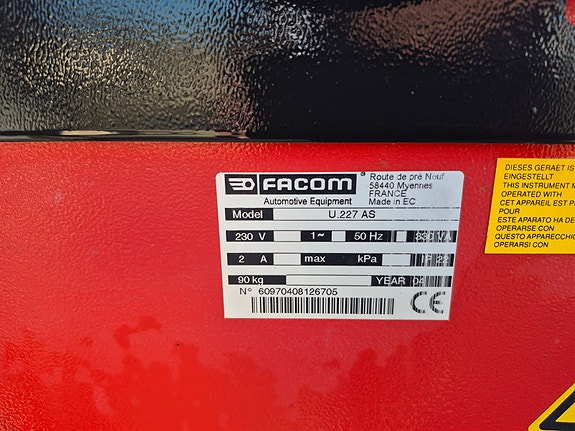 FACOM
Automotive Equipment
Route de pré Neuf
58440 Myennes
FRANCE
Made in EC
Model U.227 AS
230 V 1~ 50 Hz
2 A max kPa
90 kg YEAR
N° 60970408126705
CE
DIESES GERAET IS
EINGESTELLT
THIS INSTRUMENT
OPERATED WITH
CET APPAREIL EST
POUR
ESTE APARATO HA DE
OPERARSE CON
QUESTO APPARECCHIO
OPERARSI CON